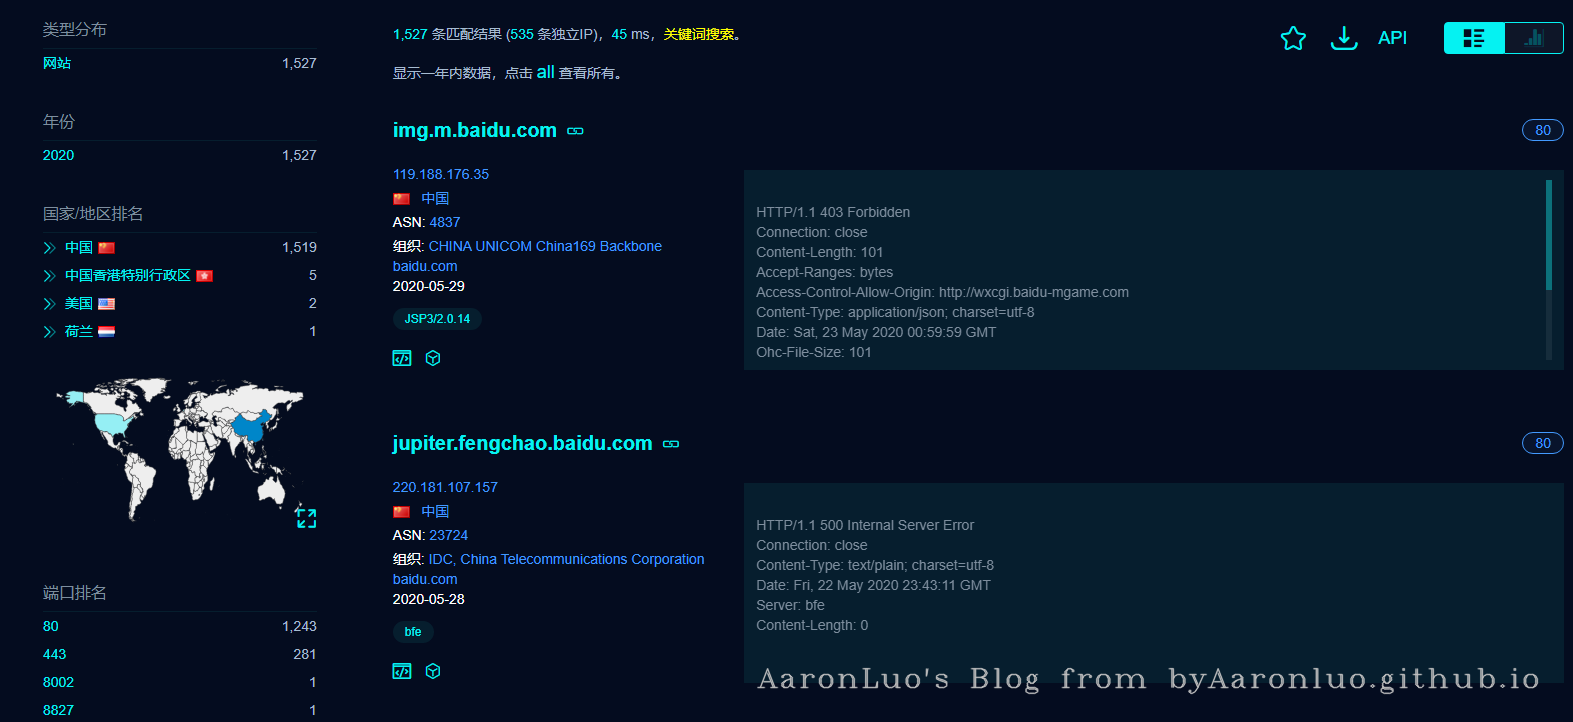 类型分布
网站 1,527
年份
2020 1,527
国家/地区排名
中国 1,519
中国香港特别行政区 5
美国 2
荷兰 1
端口排名
80 1,243
443 281
8002 1
8827 1
1,527 条匹配结果 (535 条独立IP)，45 ms，关键词搜索。
显示一年内数据，点击 all 查看所有。
API
img.m.baidu.com
80
119.188.176.35
中国
ASN: 4837
组织: CHINA UNICOM China169 Backbone
baidu.com
2020-05-29
JSP3/2.0.14
HTTP/1.1 403 Forbidden
Connection: close
Content-Length: 101
Accept-Ranges: bytes
Access-Control-Allow-Origin: http://wxcgi.baidu-mgame.com
Content-Type: application/json; charset=utf-8
Date: Sat, 23 May 2020 00:59:59 GMT
Ohc-File-Size: 101
jupiter.fengchao.baidu.com
80
220.181.107.157
中国
ASN: 23724
组织: IDC, China Telecommunications Corporation
baidu.com
2020-05-28
bfe
HTTP/1.1 500 Internal Server Error
Connection: close
Content-Type: text/plain; charset=utf-8
Date: Fri, 22 May 2020 23:43:11 GMT
Server: bfe
Content-Length: 0
AaronLuo's Blog from byAaronluo.github.io